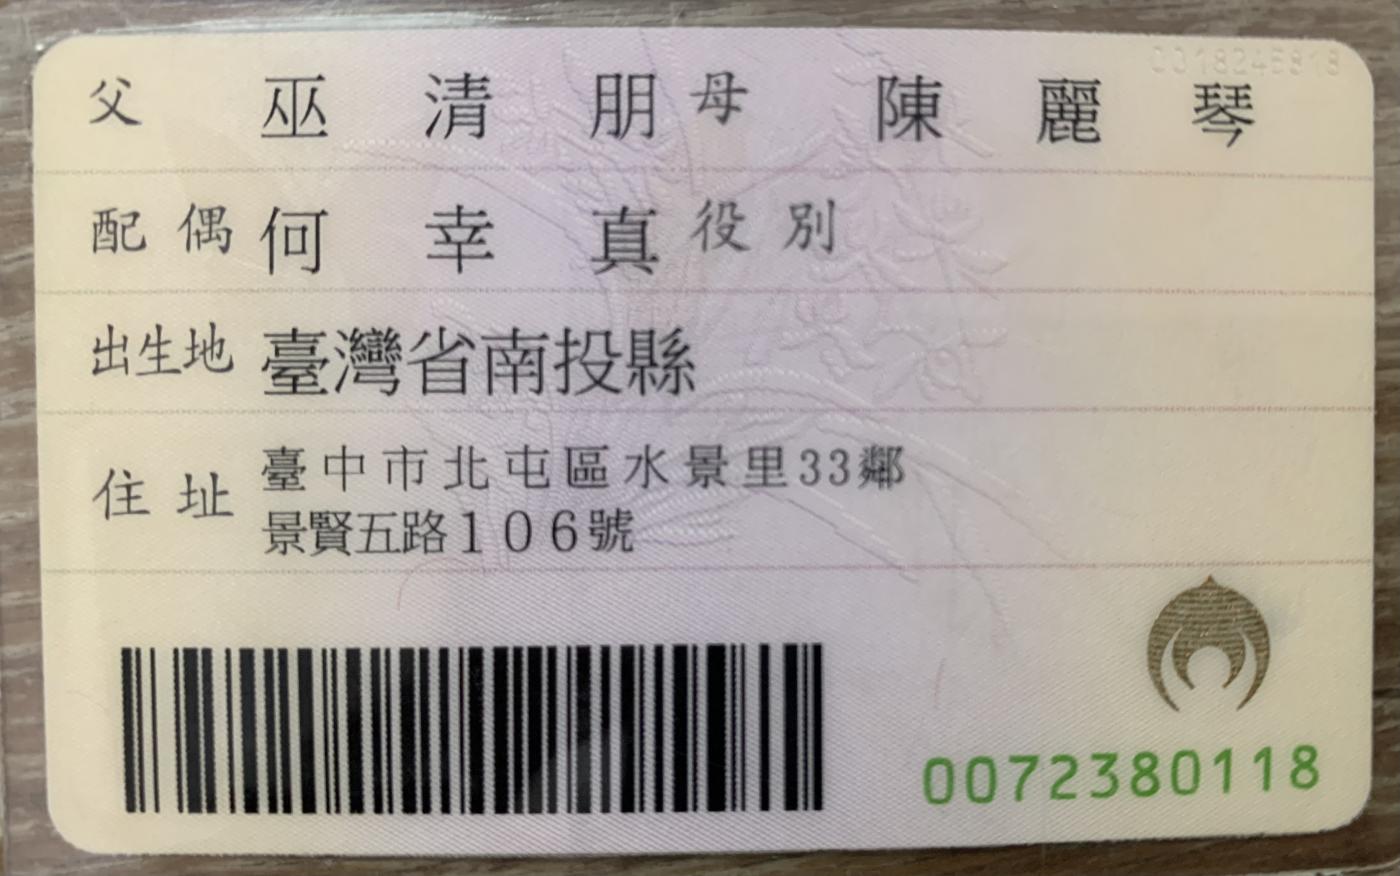 父 巫清朋 母 陳麗琴
配偶 何幸真 役別
出生地 臺灣省南投縣
住址 臺中市北屯區水景里33鄰
景賢五路106號
0072380118